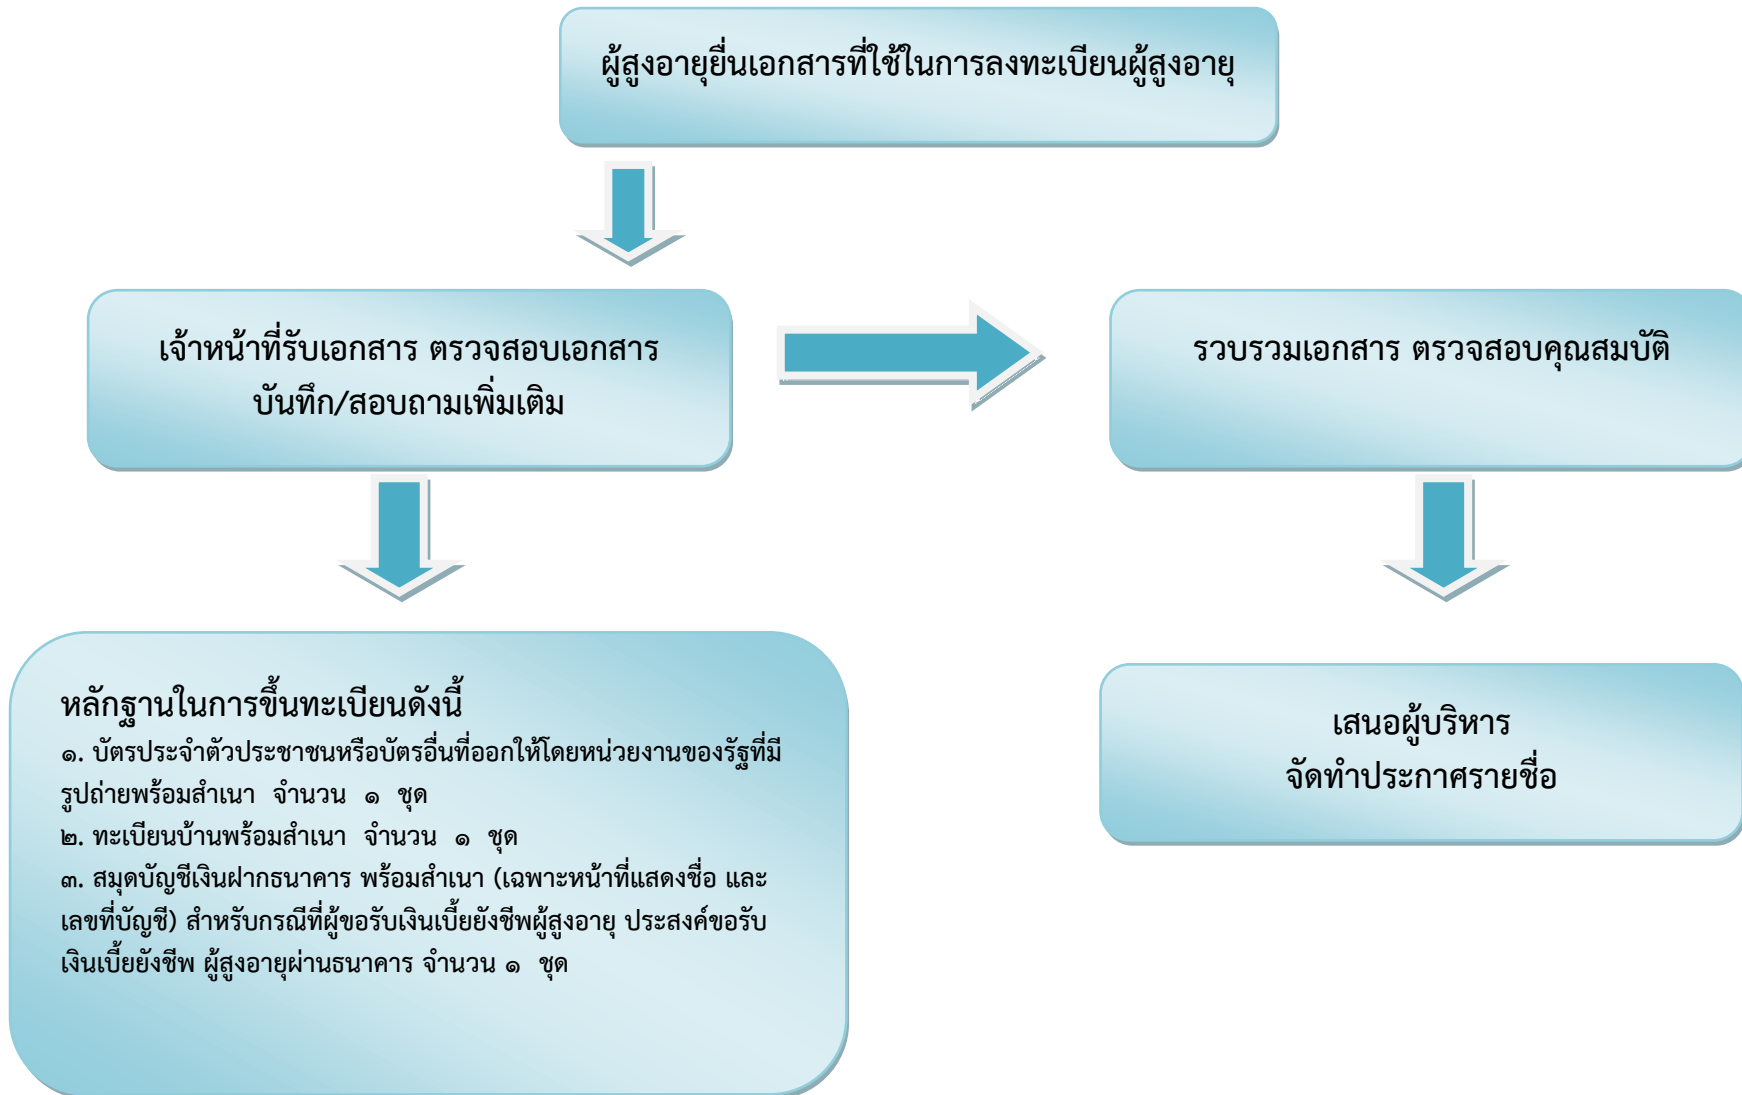 ผู้สูงอายุยื่นเอกสารที่ใช้ในการลงทะเบียนผู้สูงอายุ
เจ้าหน้าที่รับเอกสาร ตรวจสอบเอกสาร
บันทึก/สอบถามเพิ่มเติม
รวบรวมเอกสาร ตรวจสอบคุณสมบัติ
หลักฐานในการขึ้นทะเบียนดังนี้
๑. บัตรประจำตัวประชาชนหรือบัตรอื่นที่ออกให้โดยหน่วยงานของรัฐที่มี
รูปถ่ายพร้อมสำเนา จำนวน ๑ ชุด
๒. ทะเบียนบ้านพร้อมสำเนา จำนวน ๑ ชุด
๓. สมุดบัญชีเงินฝากธนาคาร พร้อมสำเนา (เฉพาะหน้าที่แสดงชื่อ และ
เลขที่บัญชี) สำหรับกรณีที่ผู้ขอรับเงินเบี้ยยังชีพผู้สูงอายุ ประสงค์ขอรับ
เงินเบี้ยยังชีพ ผู้สูงอายุผ่านธนาคาร จำนวน ๑ ชุด
เสนอผู้บริหาร
จัดทำประกาศรายชื่อ